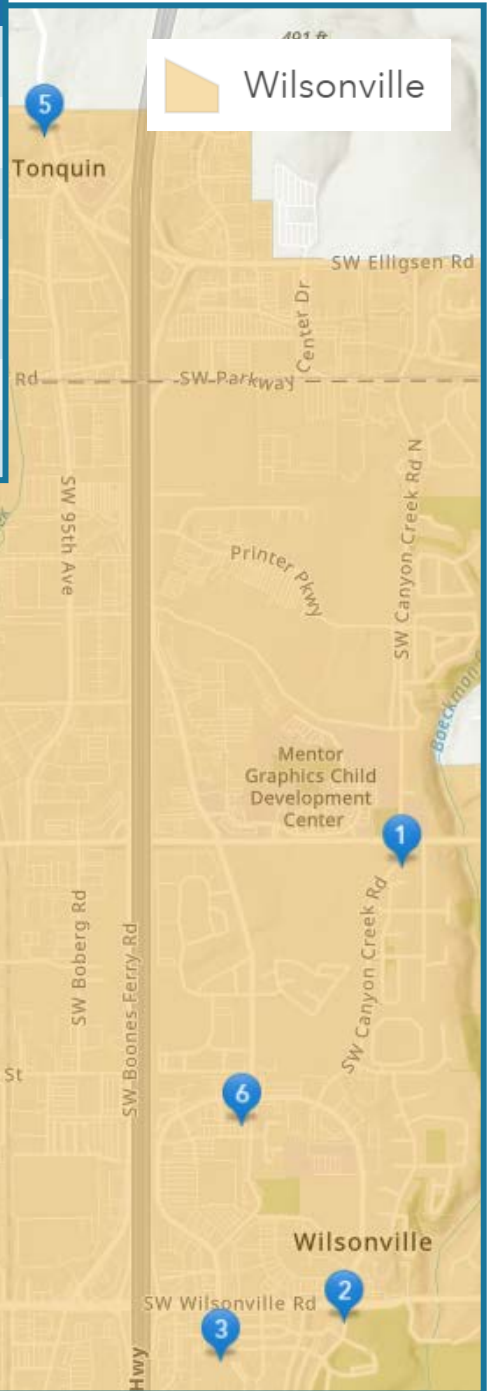 491 ft
Wilsonville
5
Tonquin
SW Elligsen Rd
Center Dr
Rd
SW Parkway
SW 95th Ave
SW Canyon Creek Rd N
Printer Pkwy
Boeckman
Mentor
Graphics Child
Development
Center
1
SW Boberg Rd
SW Boones Ferry Rd
SW Canyon Creek Rd
St
6
Wilsonville
2
SW Wilsonville Rd
3
Hwy